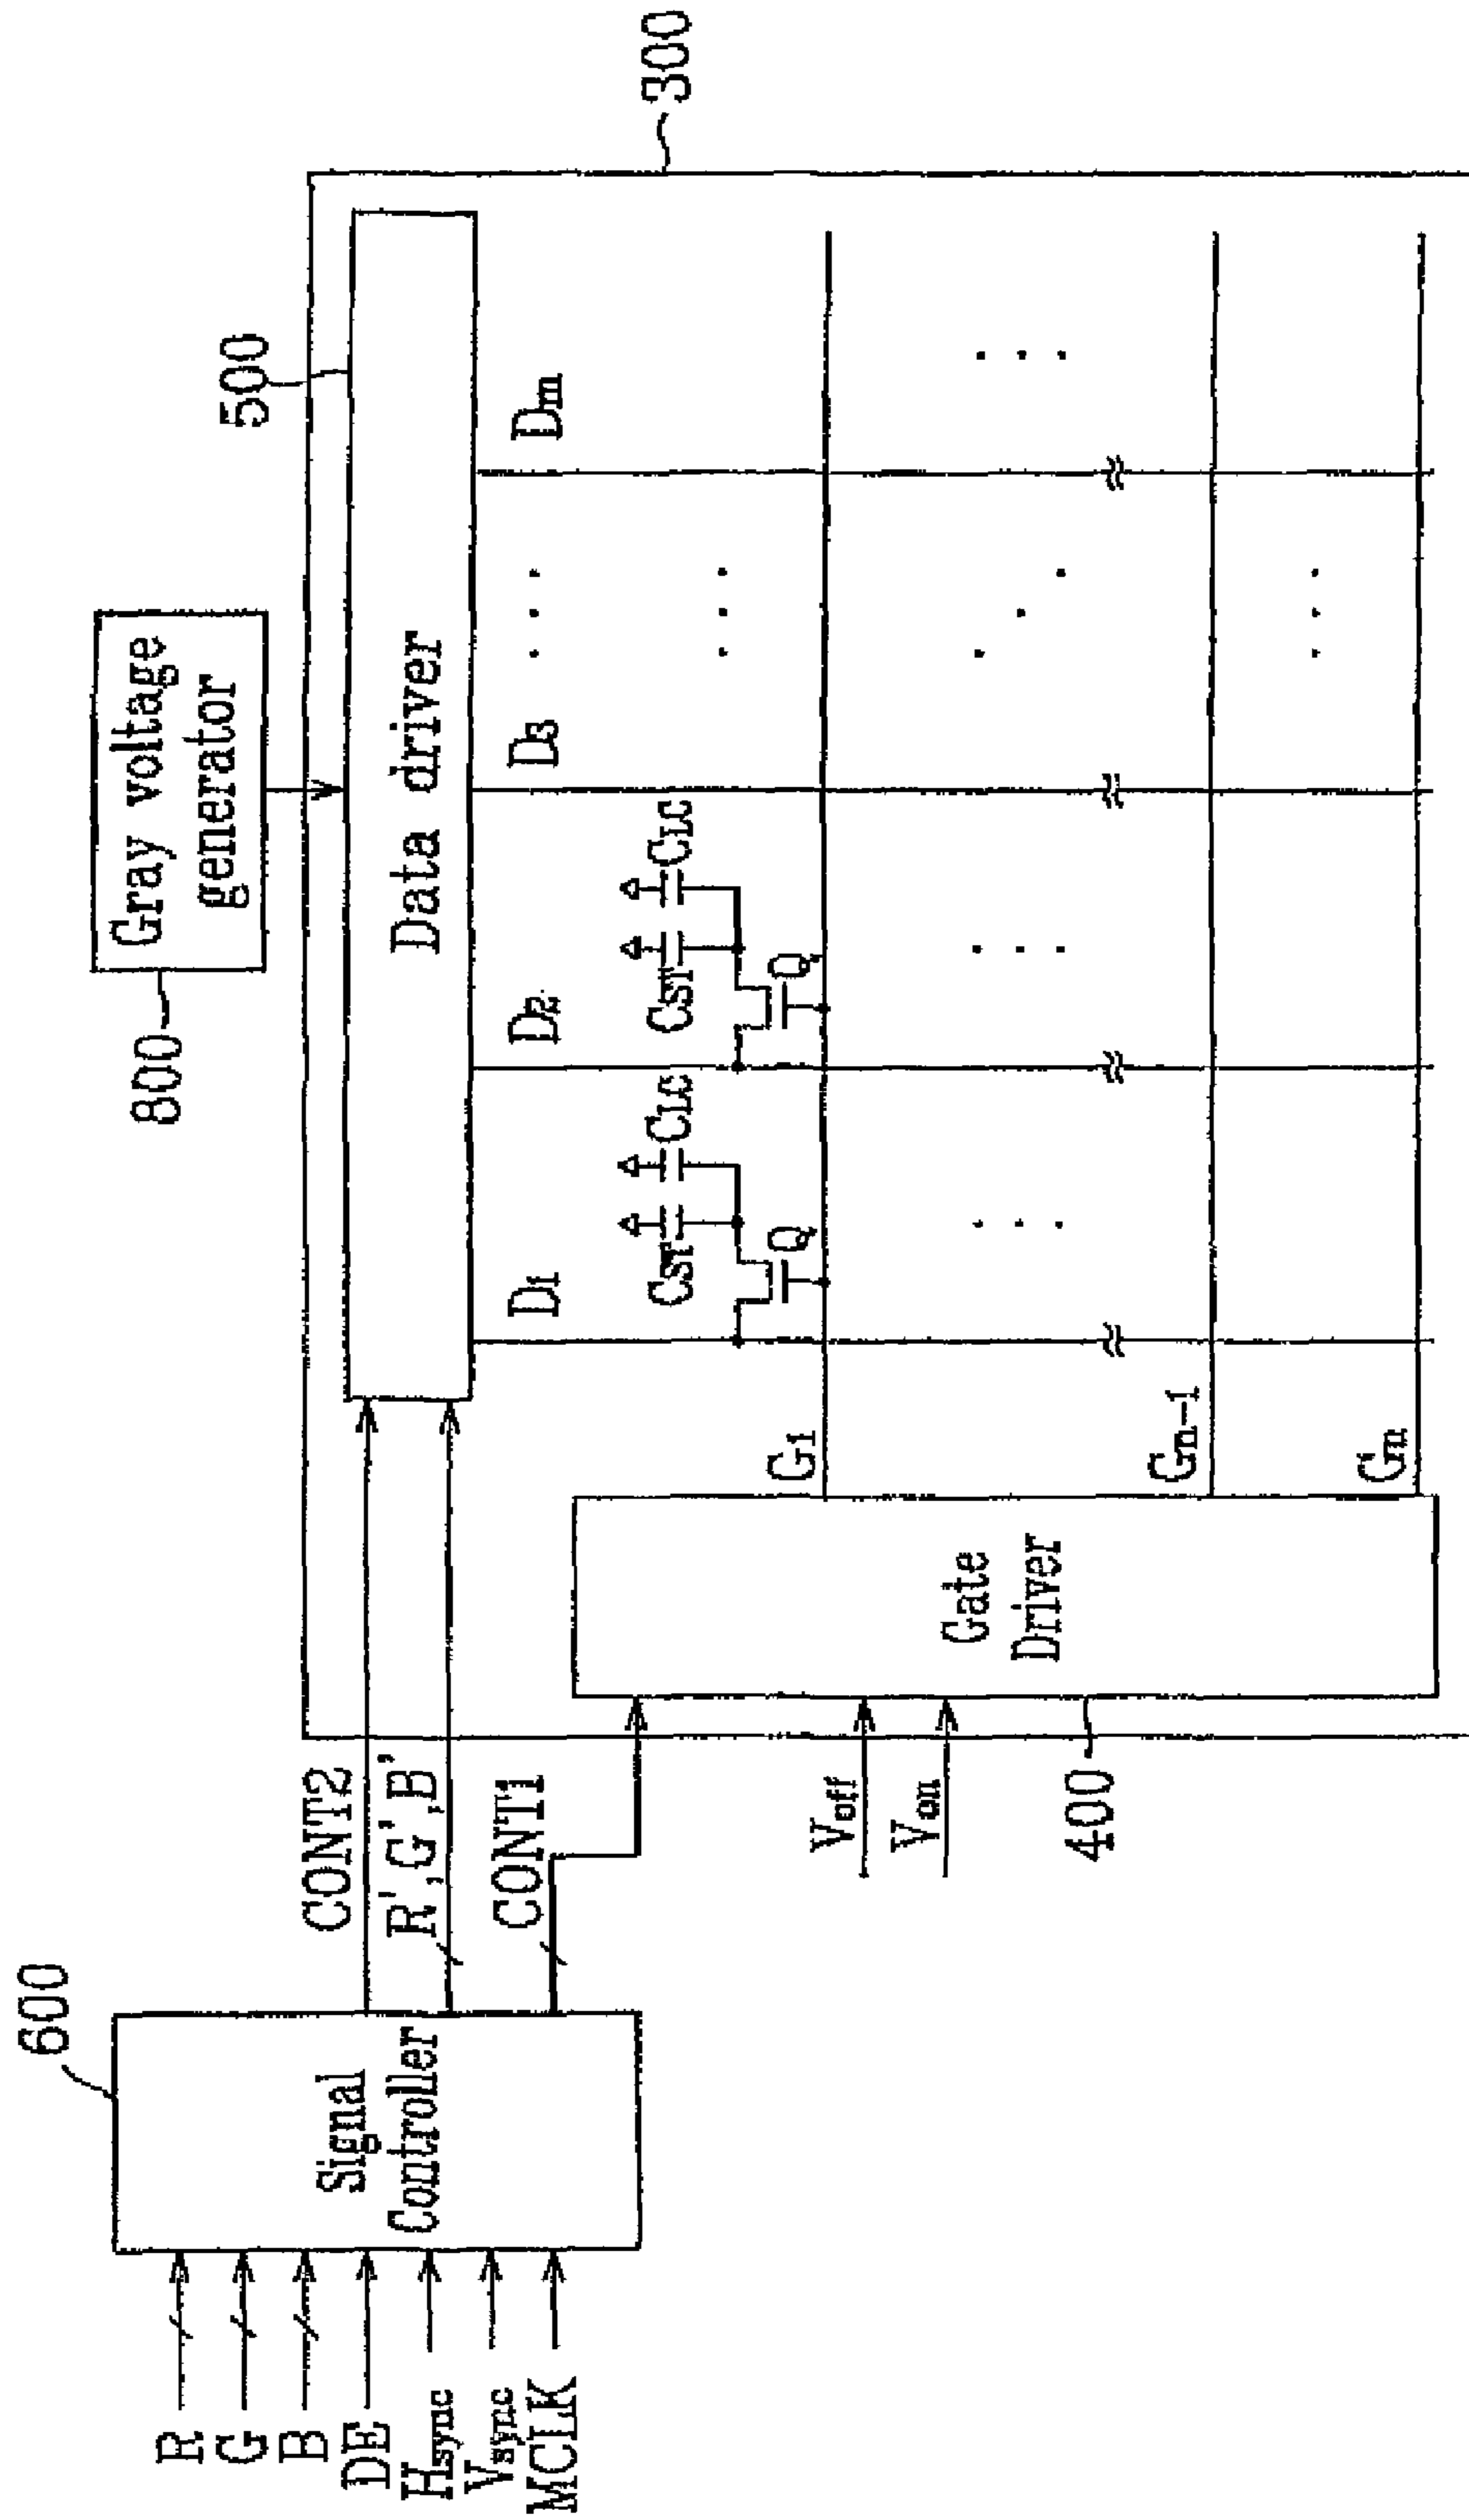 800
Gray voltage
generator
500
300
600
Signal
Controller
R
G
B
DE
Hsync
Vsync
MCLK
CONT2
R',G',B'
CONT1
Data driver
D1
D2
D3
Dm
CST
CLC
CST
CLC
Q
Q
Voff
Von
400
Gate
Driver
G1
Gn-1
Gn